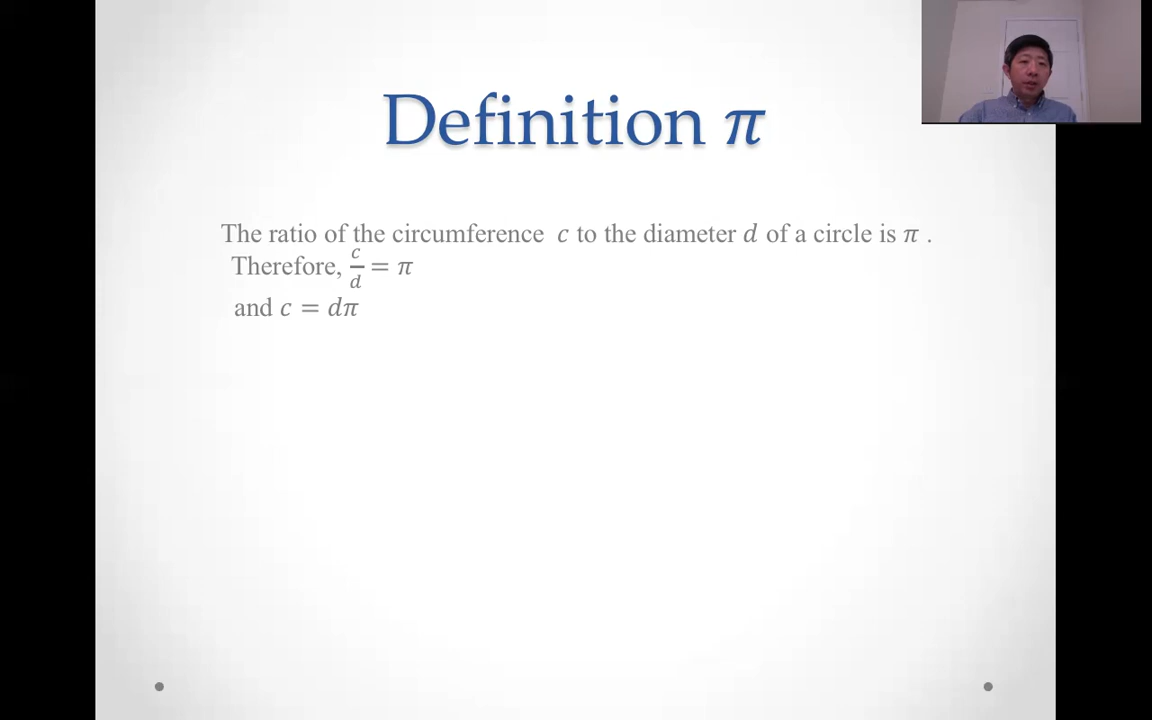 Definition π
The ratio of the circumference c to the diameter d of a circle is π .
Therefore, c/d = π
and c = dπ